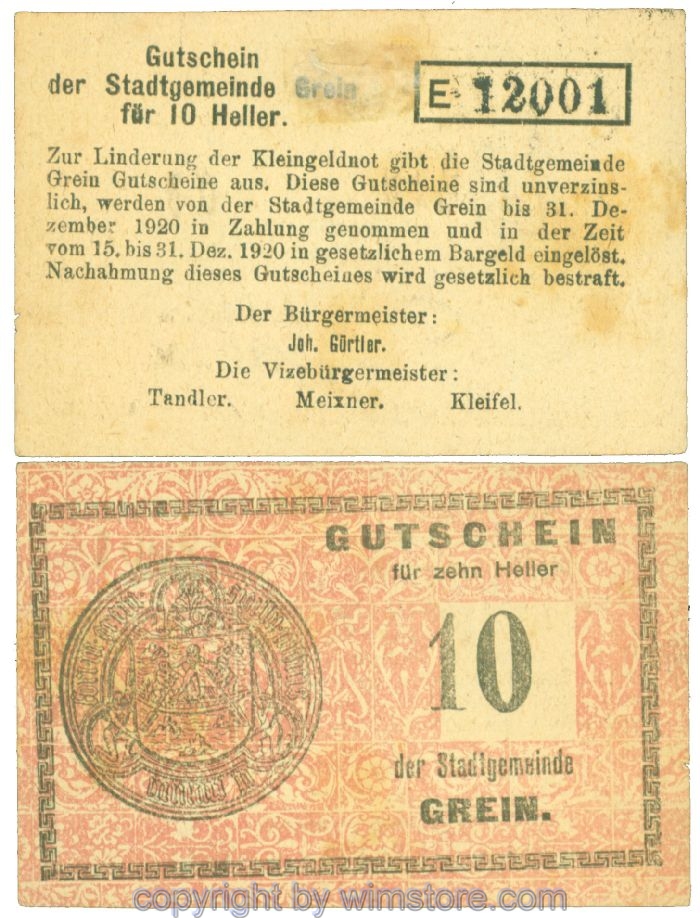 Gutschein
der Stadtgemeinde Grein
für 10 Heller.
E 12001
Zur Linderung der Kleingeldnot gibt die Stadtgemeinde
Grein Gutscheine aus. Diese Gutscheine sind unverzins-
lich, werden von der Stadtgemeinde Grein bis 31. De-
zember 1920 in Zahlung genommen und in der Zeit
vom 15. bis 31. Dez. 1920 in gesetzlichem Bargeld eingelöst.
Nachahmung dieses Gutscheines wird gesetzlich bestraft.
Der Bürgermeister:
Joh. Gürtler.
Die Vizebürgermeister:
Tandler. Meixner. Kleifel.
GUTSCHEIN
für zehn Heller
10
der Stadtgemeinde
GREIN.
copyright by wimstore.com